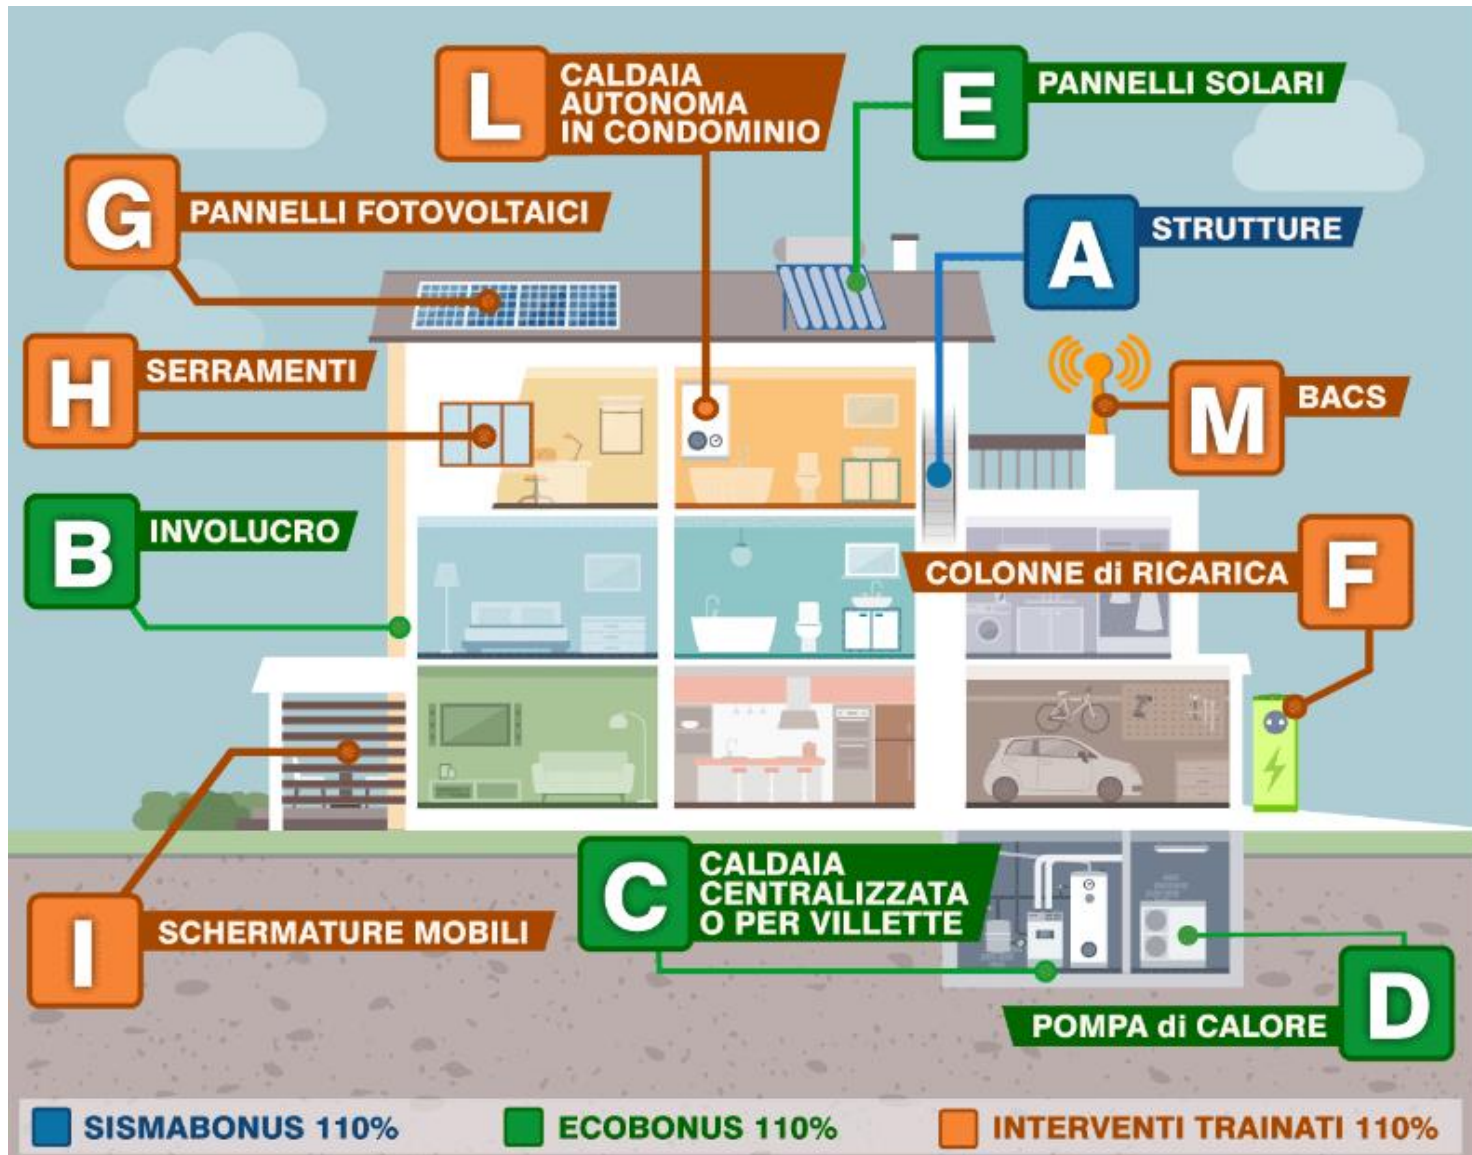 L
CALDAIA
AUTONOMA
IN CONDOMINIO
E
PANNELLI SOLARI
G
PANNELLI FOTOVOLTAICI
A
STRUTTURE
H
SERRAMENTI
M
BACS
B
INVOLUCRO
COLONNE di RICARICA
F
C
CALDAIA
CENTRALIZZATA
O PER VILLETTE
I
SCHERMATURE MOBILI
POMPA di CALORE
D
SISMABONUS 110%
ECOBONUS 110%
INTERVENTI TRAINATI 110%